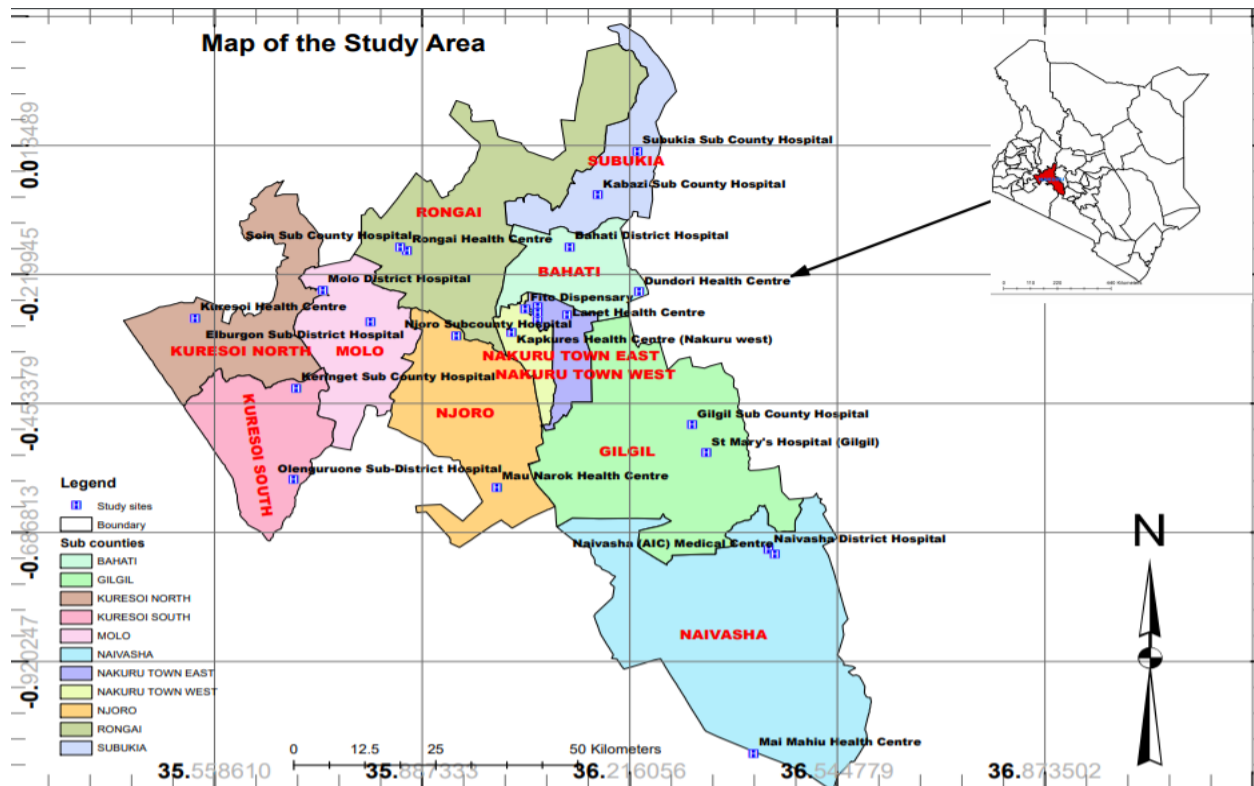 Map of the Study Area
Subukia Sub County Hospital
SUBUKIA
Kabazi Sub County Hospital
RONGAI
Soin Sub County Hospital
Rongai Health Centre
Bahati District Hospital
BAHATI
Molo District Hospital
Dundori Health Centre
Kuresoi Health Centre
Fito Dispensary
Lanet Health Centre
Elburgon Sub-District Hospital
Njoro Subcounty Hospital
Kapkures Health Centre (Nakuru west)
KURESOI NORTH
MOLO
NAKURU TOWN EAST
NAKURU TOWN WEST
Keringet Sub County Hospital
KURESOI SOUTH
NJORO
Gilgil Sub County Hospital
St Mary's Hospital (Gilgil)
GILGIL
Olenguruone Sub-District Hospital
Mau Narok Health Centre
Naivasha (AIC) Medical Centre
Naivasha District Hospital
NAIVASHA
Mai Mahiu Health Centre
Legend
Study sites
Boundary
Sub counties
BAHATI
GILGIL
KURESOI NORTH
KURESOI SOUTH
MOLO
NAIVASHA
NAKURU TOWN EAST
NAKURU TOWN WEST
NJORO
RONGAI
SUBUKIA
0 12.5 25 50 Kilometers
N
0.013489
-0.219945
-0.453379
-0.686813
-0.920247
35.558610
35.887333
36.216056
36.544779
36.873502